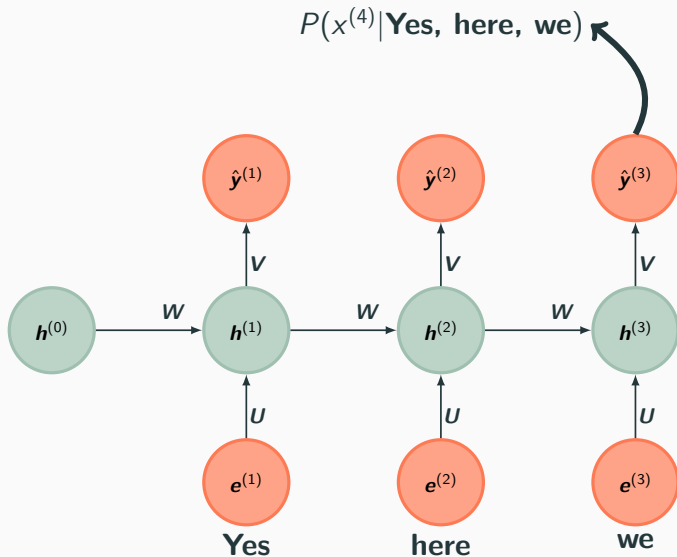 P(x^(4)|Yes, here, we)
ŷ^(1) ŷ^(2) ŷ^(3)
V V V
W W W
h^(0) h^(1) h^(2) h^(3)
U U U
e^(1) e^(2) e^(3)
Yes here we